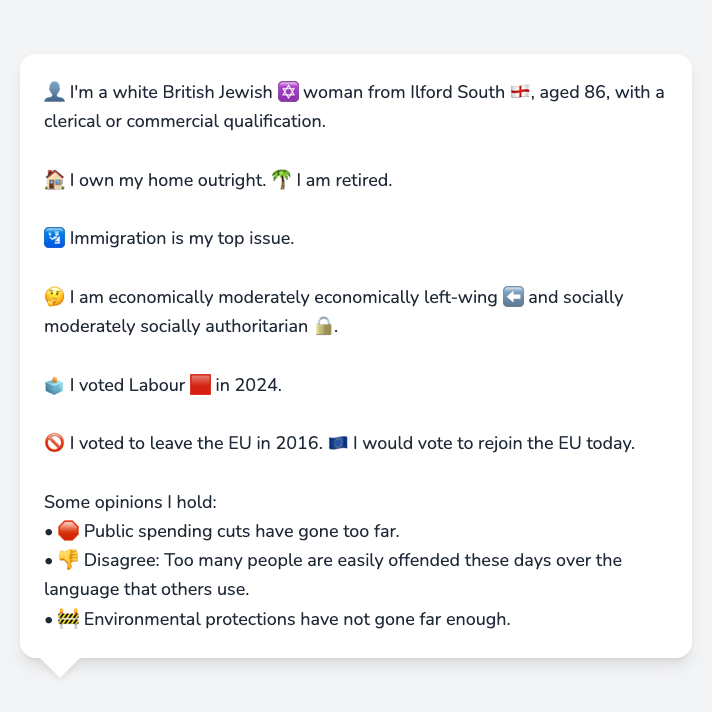 👤 I'm a white British Jewish ✡️ woman from Ilford South 🏴󠁧󠁢󠁥󠁮󠁧󠁿, aged 86, with a
clerical or commercial qualification.
🏠 I own my home outright. 🌴 I am retired.
🛂 Immigration is my top issue.
🤔 I am economically moderately economically left-wing ⬅️ and socially
moderately socially authoritarian 🔒.
🗳️ I voted Labour 🟥 in 2024.
🚫 I voted to leave the EU in 2016. 🇪🇺 I would vote to rejoin the EU today.
Some opinions I hold:
• 🛑 Public spending cuts have gone too far.
• 👎 Disagree: Too many people are easily offended these days over the
language that others use.
• 🚧 Environmental protections have not gone far enough.